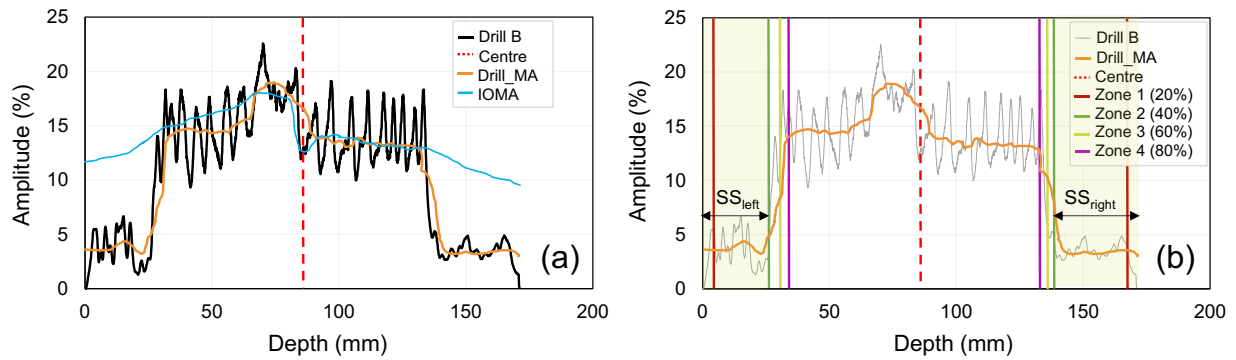 Amplitude (%)
25
20
15
10
5
0
0
50
100
150
200
Depth (mm)
Drill B
Centre
Drill_MA
IOMA
(a)
Amplitude (%)
25
20
15
10
5
0
0
50
100
150
200
Depth (mm)
Drill B
Drill_MA
Centre
Zone 1 (20%)
Zone 2 (40%)
Zone 3 (60%)
Zone 4 (80%)
SSleft
SSright
(b)